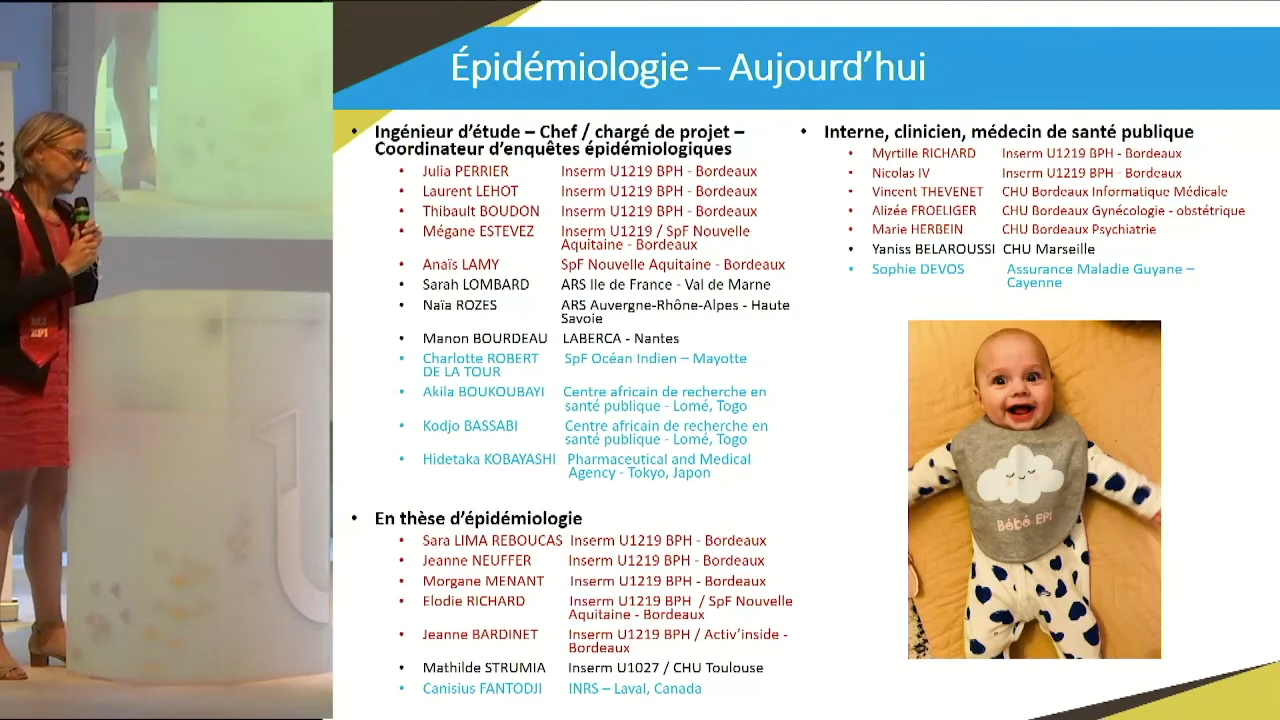 Épidémiologie – Aujourd'hui
• Ingénieur d'étude – Chef / chargé de projet –
Coordinateur d'enquêtes épidémiologiques
• Julia PERRIER Inserm U1219 BPH - Bordeaux
• Laurent LEHOT Inserm U1219 BPH - Bordeaux
• Thibault BOUDON Inserm U1219 BPH - Bordeaux
• Mégane ESTEVEZ Inserm U1219 / SpF Nouvelle
Aquitaine - Bordeaux
• Anaïs LAMY SpF Nouvelle Aquitaine - Bordeaux
• Sarah LOMBARD ARS Ile de France - Val de Marne
• Naïa ROZES ARS Auvergne-Rhône-Alpes - Haute
Savoie
• Manon BOURDEAU LABERCA - Nantes
• Charlotte ROBERT SpF Océan Indien – Mayotte
DE LA TOUR
• Akila BOUKOUBAYI Centre africain de recherche en
santé publique - Lomé, Togo
• Kodjo BASSABI Centre africain de recherche en
santé publique - Lomé, Togo
• Hidetaka KOBAYASHI Pharmaceutical and Medical
Agency - Tokyo, Japon
• En thèse d'épidémiologie
• Sara LIMA REBOUCAS Inserm U1219 BPH - Bordeaux
• Jeanne NEUFFER Inserm U1219 BPH - Bordeaux
• Morgane MENANT Inserm U1219 BPH - Bordeaux
• Elodie RICHARD Inserm U1219 BPH / SpF Nouvelle
Aquitaine - Bordeaux
• Jeanne BARDINET Inserm U1219 BPH / Activ'inside -
Bordeaux
• Mathilde STRUMIA Inserm U1027 / CHU Toulouse
• Canisius FANTODJI INRS – Laval, Canada
• Interne, clinicien, médecin de santé publique
• Myrtille RICHARD Inserm U1219 BPH - Bordeaux
• Nicolas IV Inserm U1219 BPH - Bordeaux
• Vincent THEVENET CHU Bordeaux Informatique Médicale
• Alizée FROELIGER CHU Bordeaux Gynécologie - obstétrique
• Marie HERBEIN CHU Bordeaux Psychiatrie
• Yaniss BELAROUSSI CHU Marseille
• Sophie DEVOS Assurance Maladie Guyane –
Cayenne
Bébé EPI
M2
EPI